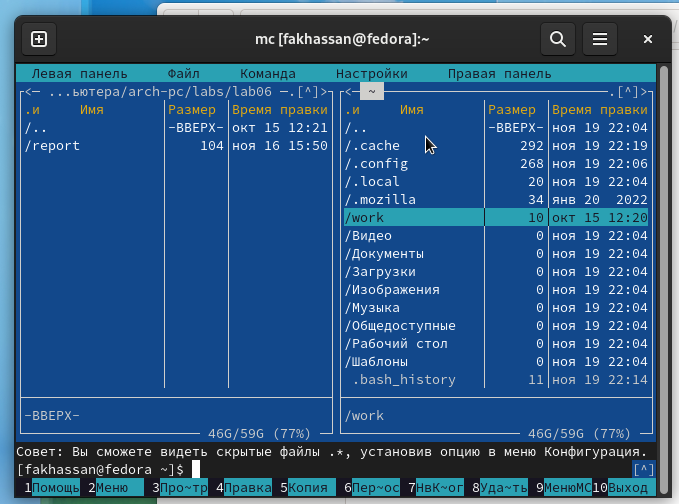 mc [fakhassan@fedora]:~
Левая панель Файл Команда Настройки Правая панель
<─ ...ьютера/arch-pc/labs/lab06 ─.[^]> <─ ~ .[^]>
.и Имя Размер Время правки .и Имя Размер Время правки
/.. -ВВЕРХ- окт 15 12:21 /.. -ВВЕРХ- ноя 19 22:04
/report 104 ноя 16 15:50 /.cache 292 ноя 19 22:19
/.config 268 ноя 19 22:06
/.local 20 ноя 19 22:04
/.mozilla 34 янв 20 2022
/work 10 окт 15 12:20
/Видео 0 ноя 19 22:04
/Документы 0 ноя 19 22:04
/Загрузки 0 ноя 19 22:04
/Изображения 0 ноя 19 22:04
/Музыка 0 ноя 19 22:04
/Общедоступные 0 ноя 19 22:04
/Рабочий стол 0 ноя 19 22:04
/Шаблоны 0 ноя 19 22:04
.bash_history 11 ноя 19 22:14
-ВВЕРХ- /work
46G/59G (77%) 46G/59G (77%)
Совет: Вы сможете видеть скрытые файлы .*, установив опцию в меню Конфигурация.
[fakhassan@fedora ~]$ [^]
1Помощь 2Меню 3Про~тр 4Правка 5Копия 6Пер~ос 7НвК~ог 8Уда~ть 9МенюMC 10Выход